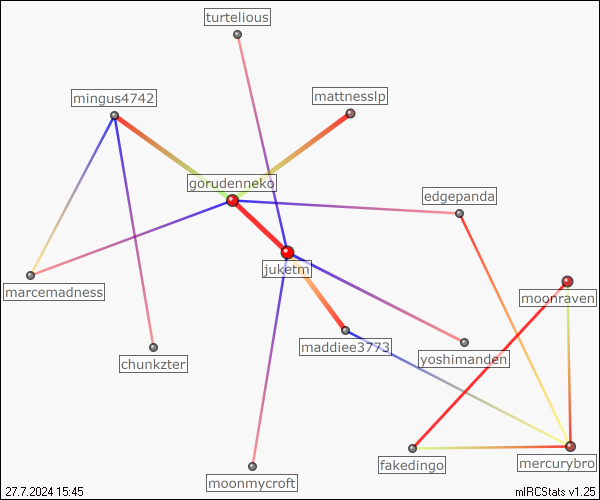 turtelious
mingus4742
mattnesslp
gorudenneko
edgepanda
juketm
marcemadness
moonraven
maddiee3773
yoshimanden
chunkzter
fakedingo
mercurybro
moonmycroft
27.7.2024 15:45
mIRCStats v1.25